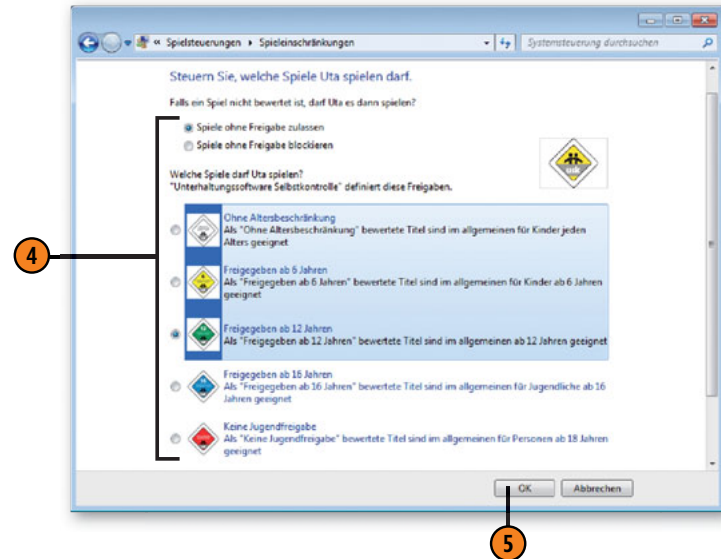 « Spielsteuerungen ▸ Spieleinschränkungen
Systemsteuerung durchsuchen
Steuern Sie, welche Spiele Uta spielen darf.
Falls ein Spiel nicht bewertet ist, darf Uta es dann spielen?
Spiele ohne Freigabe zulassen
Spiele ohne Freigabe blockieren
usk
Welche Spiele darf Uta spielen?
"Unterhaltungssoftware Selbstkontrolle" definiert diese Freigaben.
Ohne Altersbeschränkung
Als "Ohne Altersbeschränkung" bewertete Titel sind im allgemeinen für Kinder jeden
Alters geeignet
4
Freigegeben ab 6 Jahren
Als "Freigegeben ab 6 Jahren" bewertete Titel sind im allgemeinen für Kinder ab 6 Jahren
geeignet
Freigegeben ab 12 Jahren
Als "Freigegeben ab 12 Jahren" bewertete Titel sind im allgemeinen ab 12 Jahren geeignet
Freigegeben ab 16 Jahren
Als "Freigegeben ab 16 Jahren" bewertete Titel sind im allgemeinen für Jugendliche ab 16
Jahren geeignet
Keine Jugendfreigabe
Als "Keine Jugendfreigabe" bewertete Titel sind im allgemeinen für Personen ab 18 Jahren
geeignet
OK
Abbrechen
5